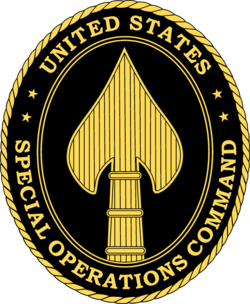 UNITED STATES
SPECIAL OPERATIONS COMMAND